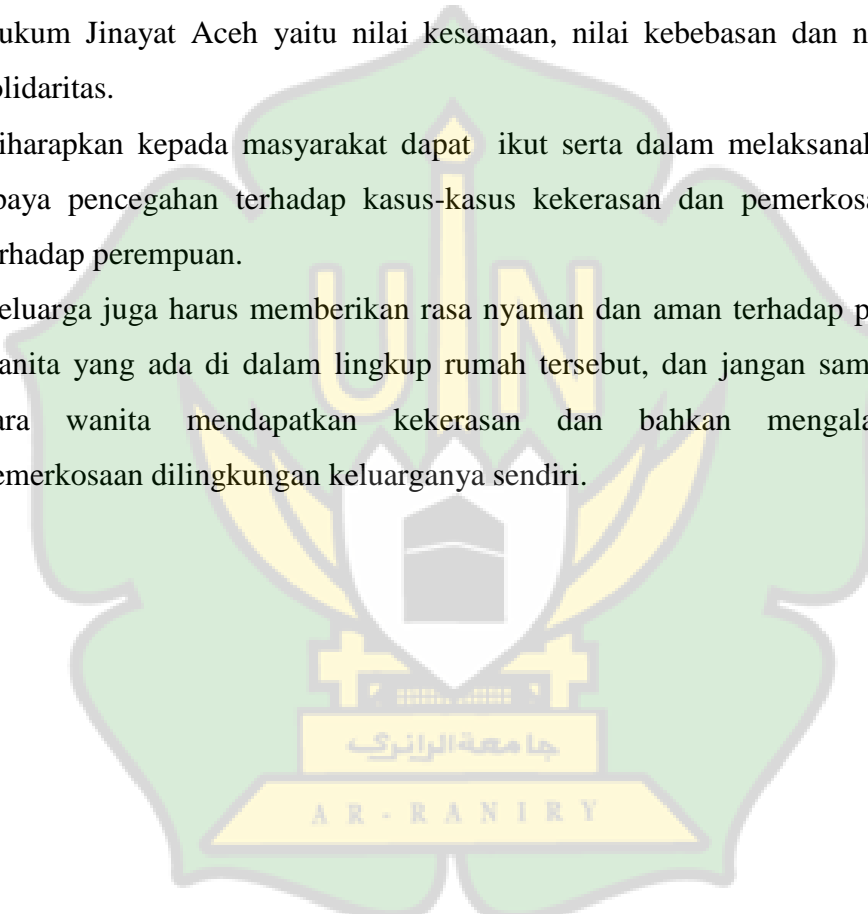 ukum Jinayat Aceh yaitu nilai kesamaan, nilai kebebasan dan n
olidaritas.
iharapkan kepada masyarakat dapat ikut serta dalam melaksanal
paya pencegahan terhadap kasus-kasus kekerasan dan pemerkosa
rhadap perempuan.
eluarga juga harus memberikan rasa nyaman dan aman terhadap p
anita yang ada di dalam lingkup rumah tersebut, dan jangan sam
ara wanita mendapatkan kekerasan dan bahkan mengala
emerkosaan dilingkungan keluarganya sendiri.
UIN
جامعة الرانري
AR-RANIRY